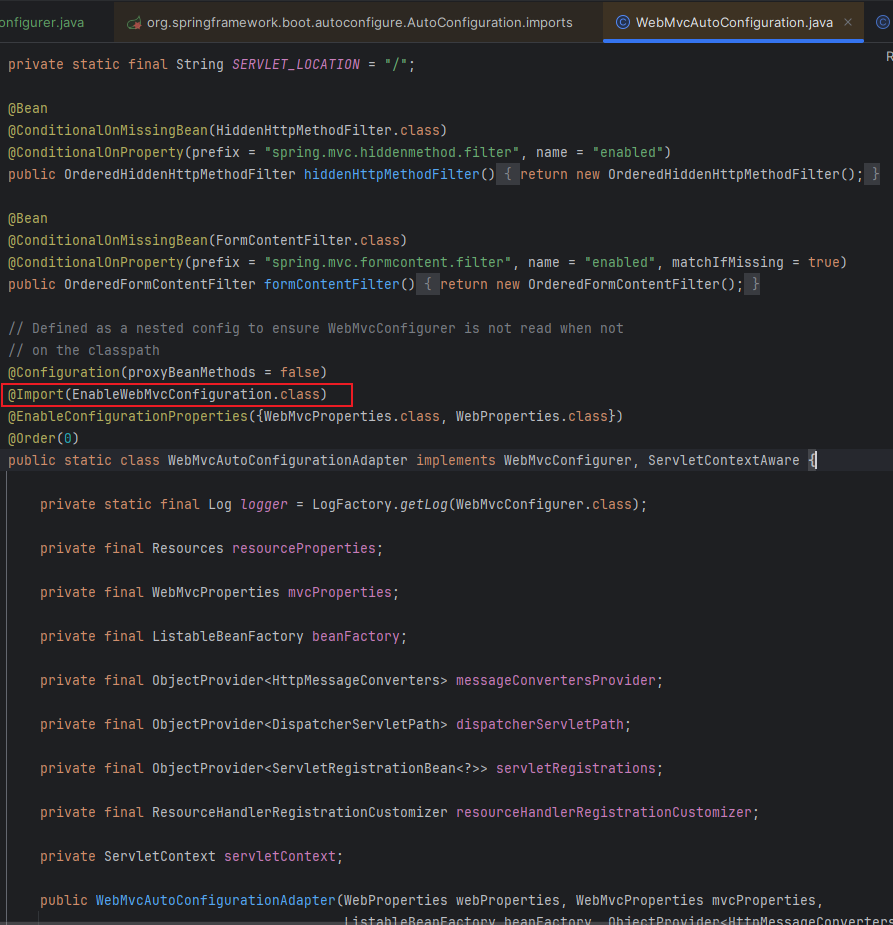 onfigurer.java org.springframework.boot.autoconfigure.AutoConfiguration.imports WebMvcAutoConfiguration.java ×
private static final String SERVLET_LOCATION = "/";
@Bean
@ConditionalOnMissingBean(HiddenHttpMethodFilter.class)
@ConditionalOnProperty(prefix = "spring.mvc.hiddenmethod.filter", name = "enabled")
public OrderedHiddenHttpMethodFilter hiddenHttpMethodFilter() { return new OrderedHiddenHttpMethodFilter(); }
@Bean
@ConditionalOnMissingBean(FormContentFilter.class)
@ConditionalOnProperty(prefix = "spring.mvc.formcontent.filter", name = "enabled", matchIfMissing = true)
public OrderedFormContentFilter formContentFilter() { return new OrderedFormContentFilter(); }
// Defined as a nested config to ensure WebMvcConfigurer is not read when not
// on the classpath
@Configuration(proxyBeanMethods = false)
@Import(EnableWebMvcConfiguration.class)
@EnableConfigurationProperties({WebMvcProperties.class, WebProperties.class})
@Order(0)
public static class WebMvcAutoConfigurationAdapter implements WebMvcConfigurer, ServletContextAware {
private static final Log logger = LogFactory.getLog(WebMvcConfigurer.class);
private final Resources resourceProperties;
private final WebMvcProperties mvcProperties;
private final ListableBeanFactory beanFactory;
private final ObjectProvider<HttpMessageConverters> messageConvertersProvider;
private final ObjectProvider<DispatcherServletPath> dispatcherServletPath;
private final ObjectProvider<ServletRegistrationBean<?>> servletRegistrations;
private final ResourceHandlerRegistrationCustomizer resourceHandlerRegistrationCustomizer;
private ServletContext servletContext;
public WebMvcAutoConfigurationAdapter(WebProperties webProperties, WebMvcProperties mvcProperties,
ListableBeanFactory beanFactory, ObjectProvider<HttpMessageConverters